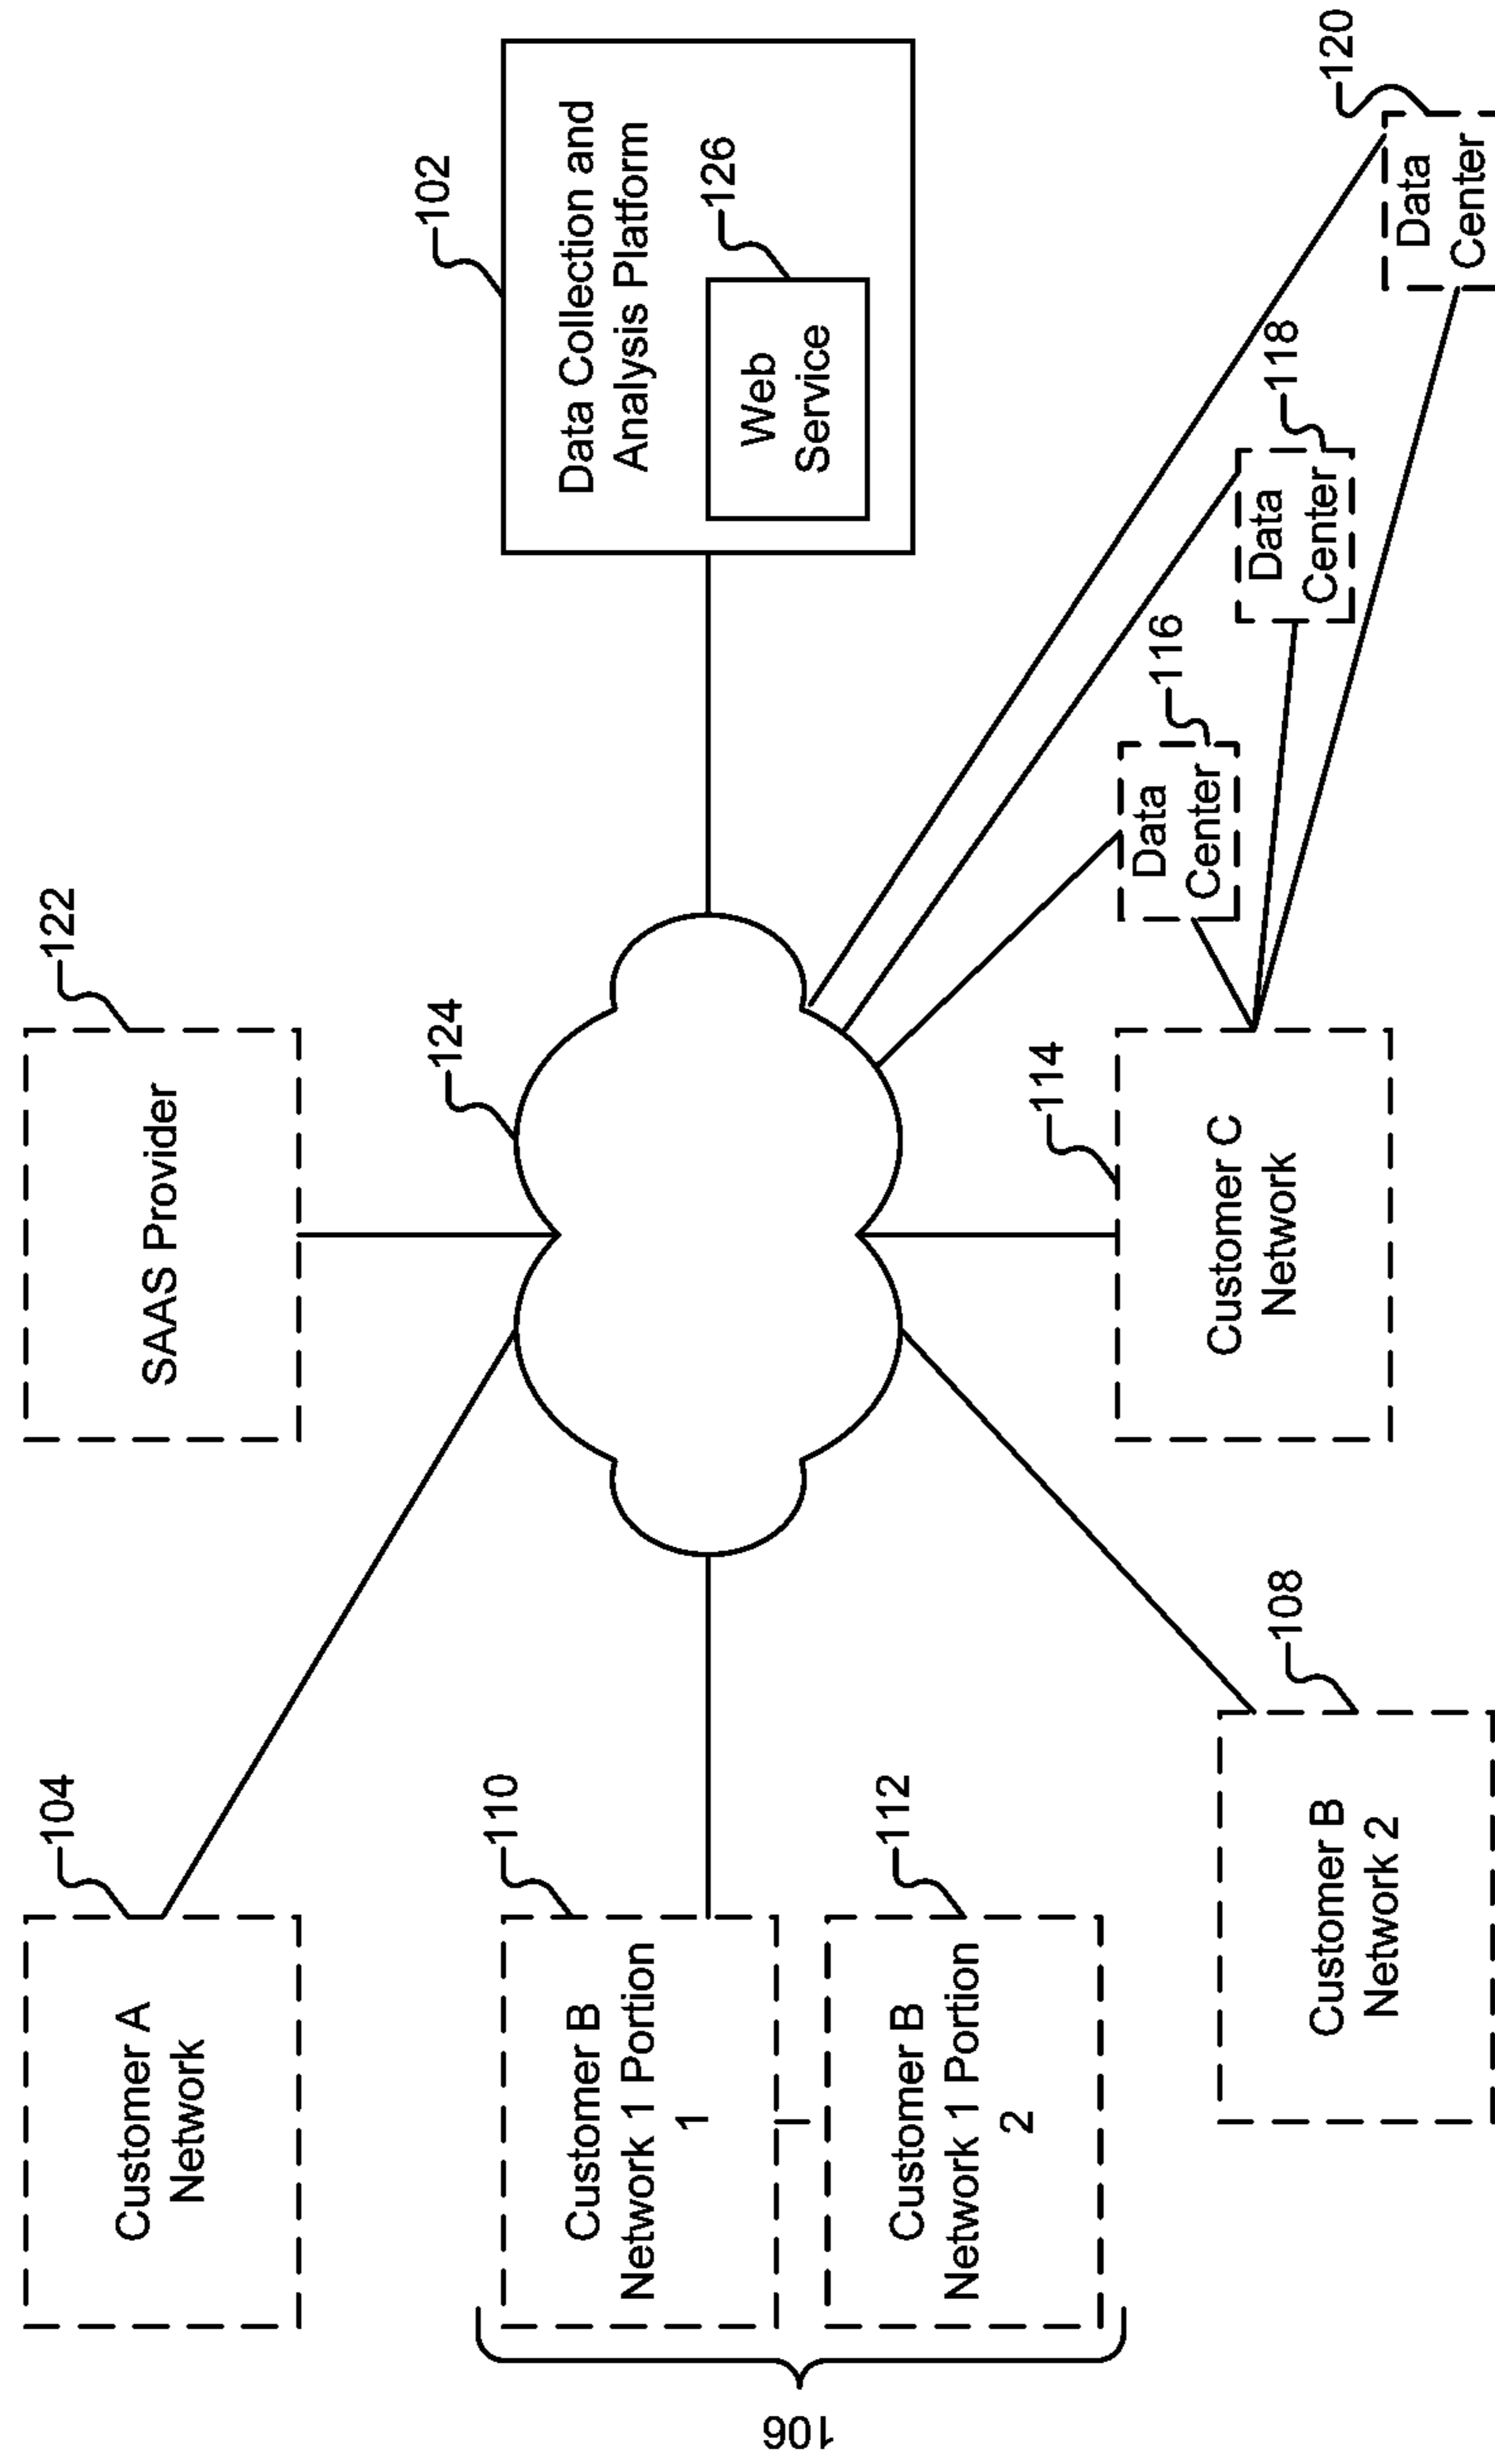 104
Customer A
Network
122
SAAS Provider
124
102
Data Collection and
Analysis Platform
126
Web
Service
106
110
Customer B
Network 1 Portion
1
112
Customer B
Network 1 Portion
2
108
Customer B
Network 2
114
Customer C
Network
116
Data
Center
118
Data
Center
120
Data
Center